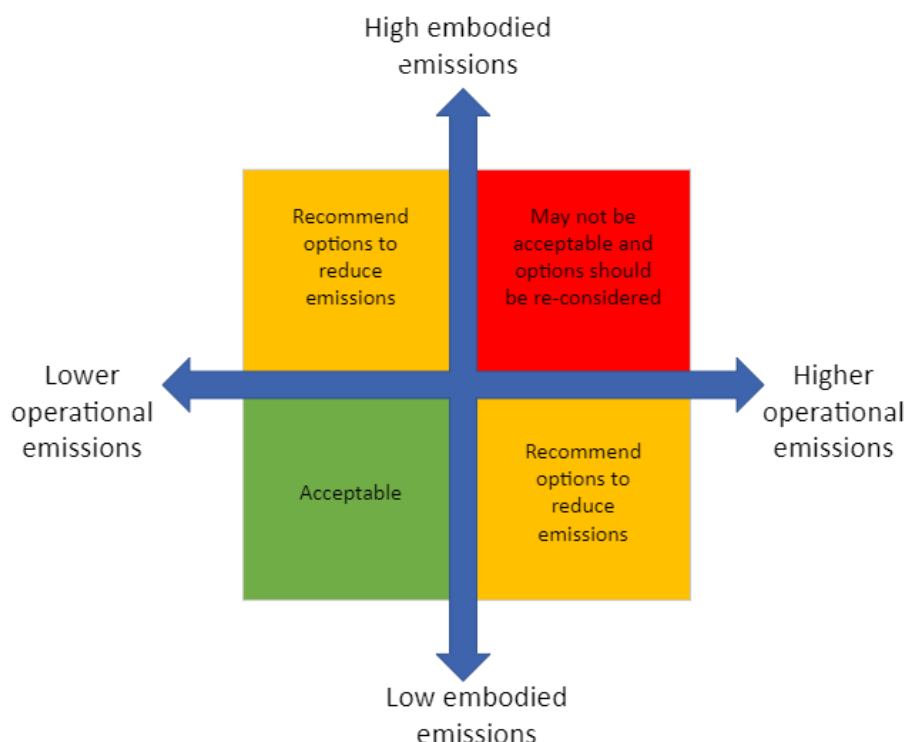 High embodied
emissions
Recommend
options to
reduce
emissions
May not be
acceptable and
options should
be re-considered
Lower
operational
emissions
Higher
operational
emissions
Acceptable
Recommend
options to
reduce
emissions
Low embodied
emissions